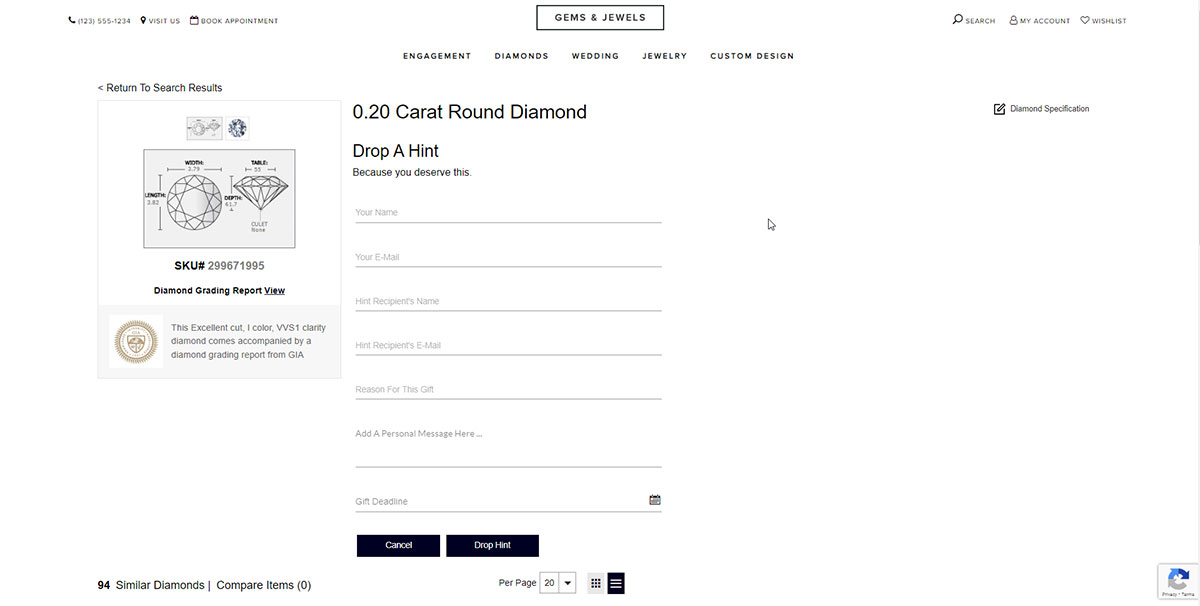 (123) 555-1234 VISIT US BOOK APPOINTMENT
GEMS & JEWELS
SEARCH MY ACCOUNT WISHLIST
ENGAGEMENT DIAMONDS WEDDING JEWELRY CUSTOM DESIGN
< Return To Search Results
WIDTH:
3.79
TABLE:
55
LENGTH:
3.82
DEPTH:
61.7
CULET
None
SKU# 299671995
Diamond Grading Report View
GIA
This Excellent cut, I color, VVS1 clarity
diamond comes accompanied by a
diamond grading report from GIA
0.20 Carat Round Diamond
Diamond Specification
Drop A Hint
Because you deserve this.
Your Name
Your E-Mail
Hint Recipient's Name
Hint Recipient's E-Mail
Reason For This Gift
Add A Personal Message Here ...
Gift Deadline
Cancel Drop Hint
94 Similar Diamonds | Compare Items (0)
Per Page 20
Privacy - Terms